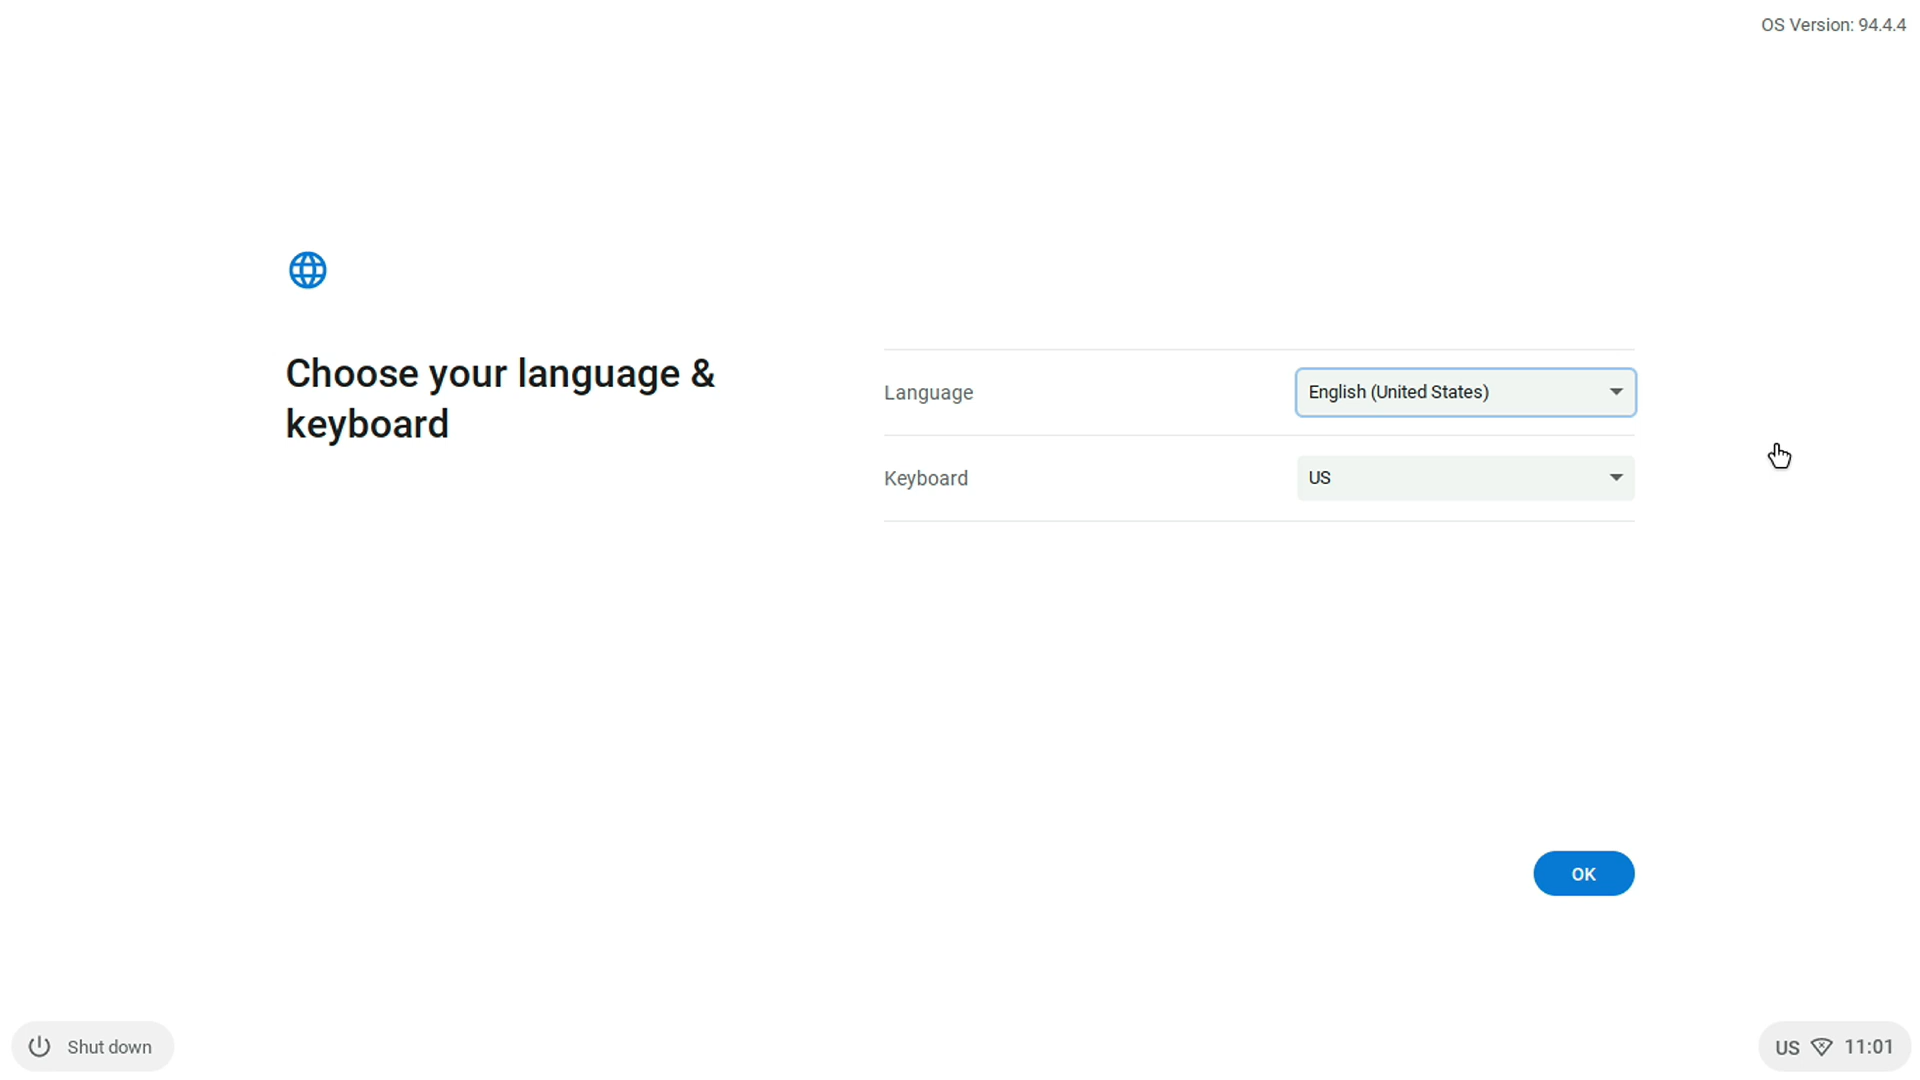 OS Version: 94.4.4
Choose your language &
keyboard
Language
English (United States)
Keyboard
US
OK
Shut down
US 11:01